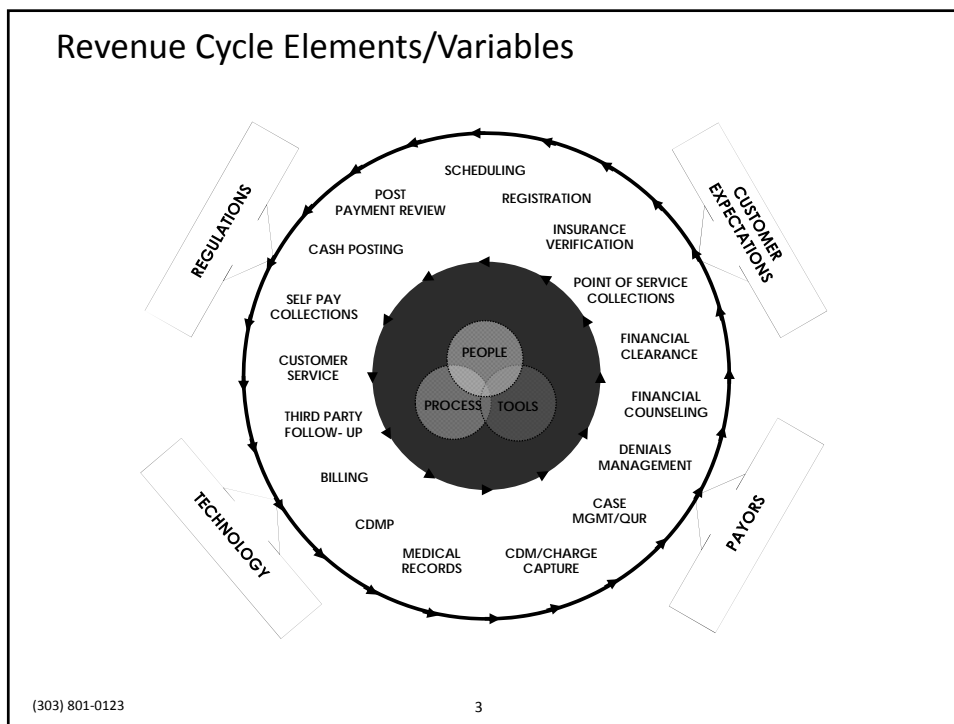 Revenue Cycle Elements/Variables
REGULATIONS
CUSTOMER
EXPECTATIONS
SCHEDULING
REGISTRATION
INSURANCE
VERIFICATION
POINT OF SERVICE
COLLECTIONS
FINANCIAL
CLEARANCE
FINANCIAL
COUNSELING
DENIALS
MANAGEMENT
CASE
MGMT/QUR
CDM/CHARGE
CAPTURE
MEDICAL
RECORDS
CDMP
BILLING
THIRD PARTY
FOLLOW- UP
CUSTOMER
SERVICE
SELF PAY
COLLECTIONS
CASH POSTING
POST
PAYMENT REVIEW
PEOPLE
PROCESS
TOOLS
TECHNOLOGY
PAYORS
(303) 801-0123
3